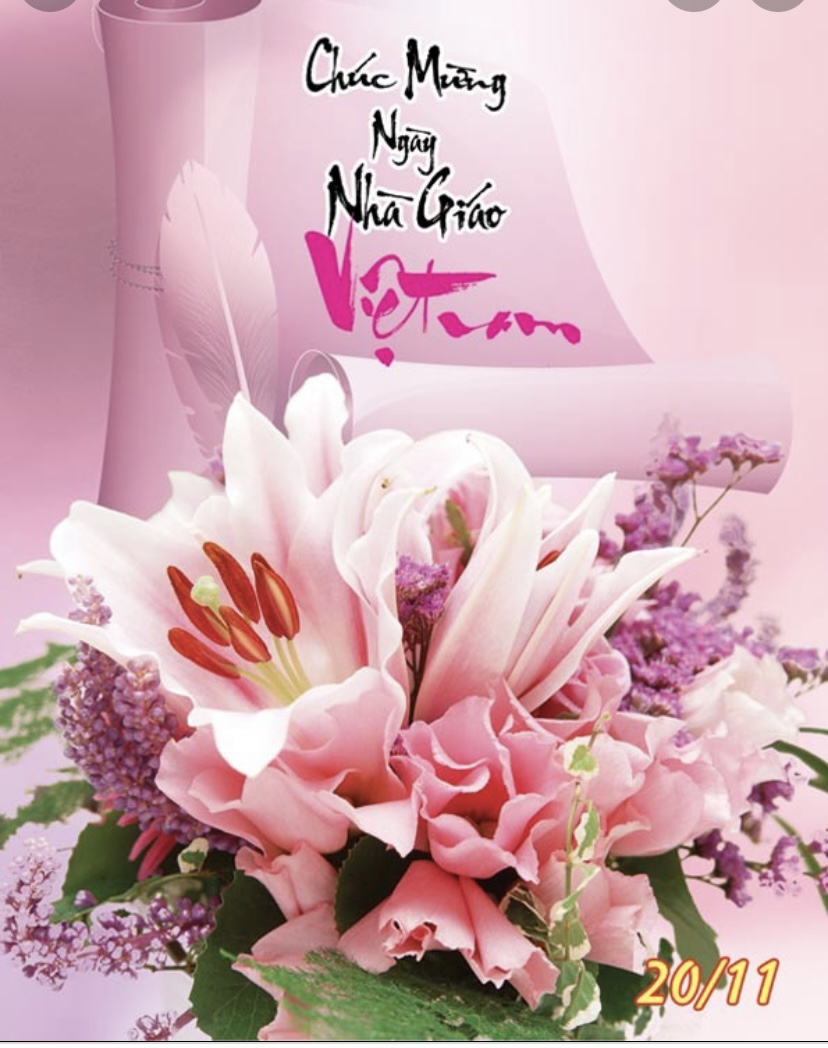 Chúc Mừng
Ngày
Nhà Giáo
Việt nam
20/11